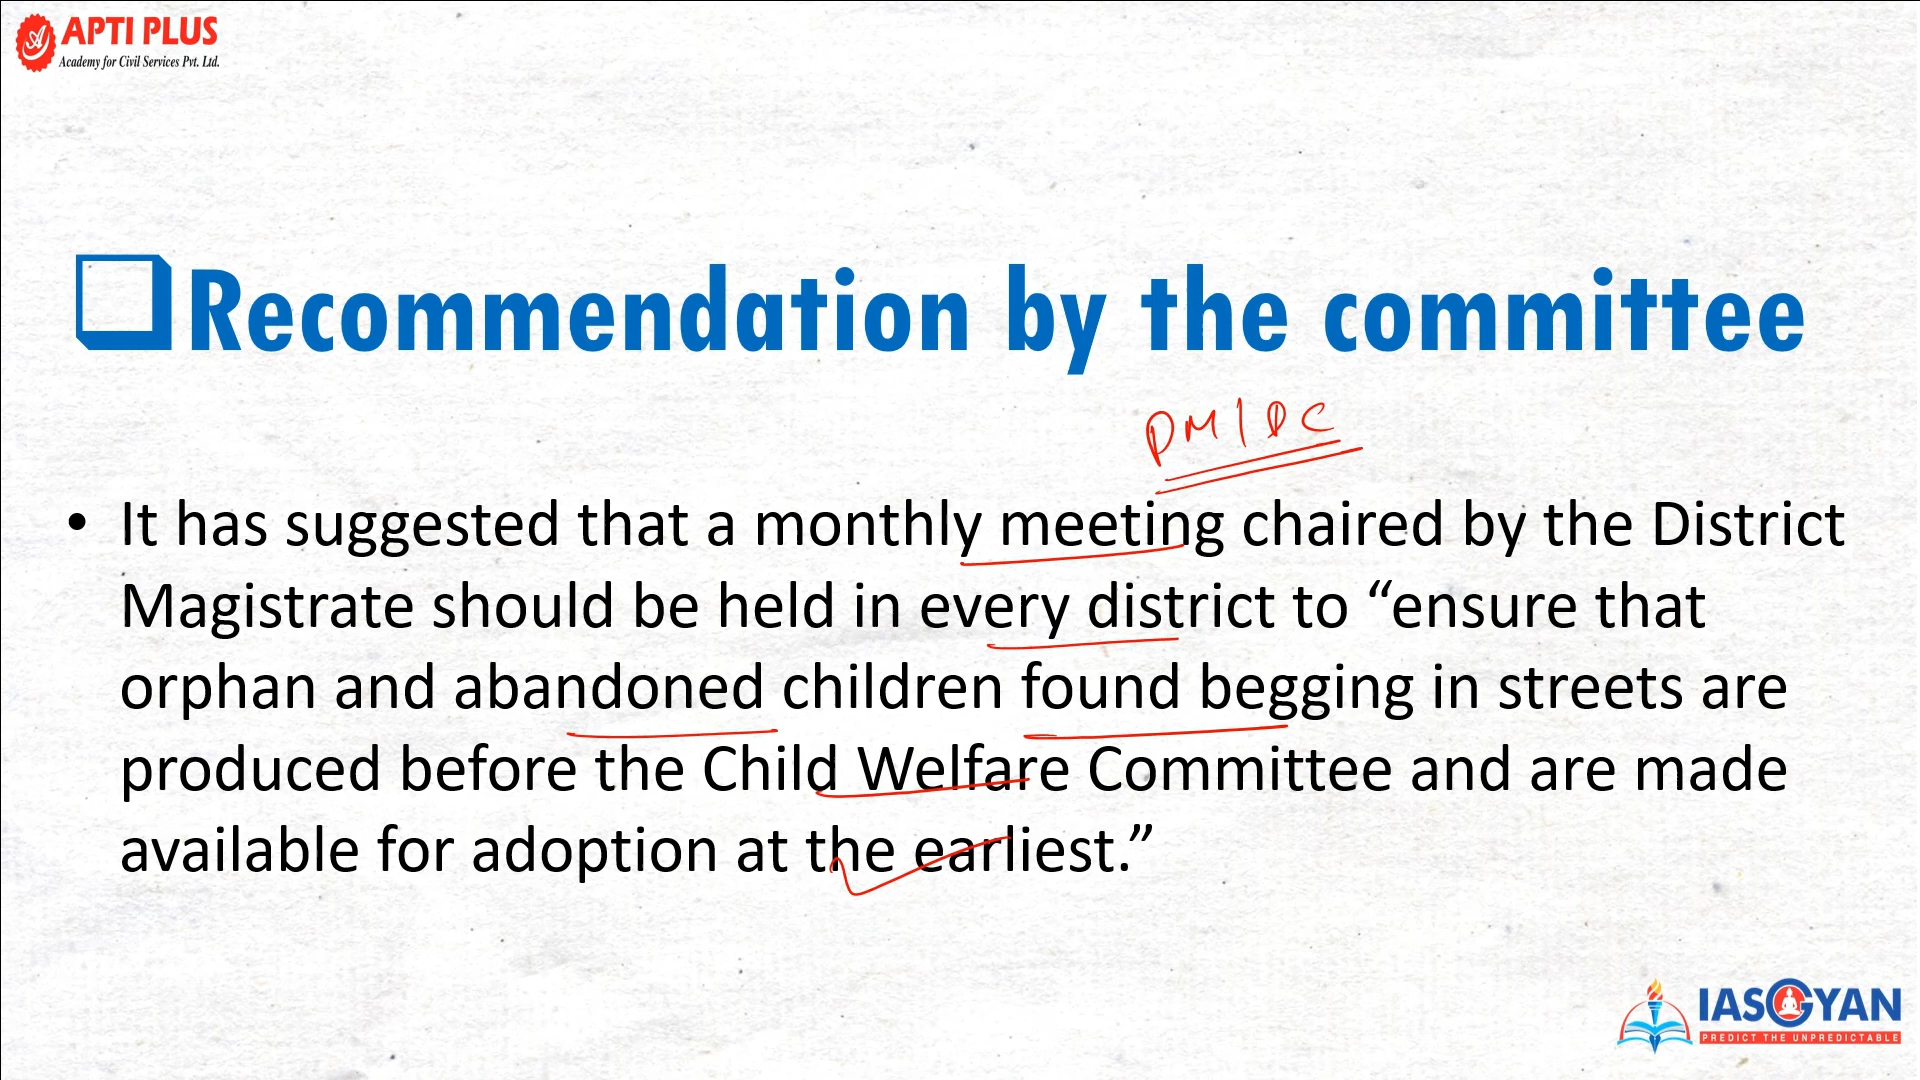 APTI PLUS
Academy for Civil Services Pvt. Ltd.
Recommendation by the committee
DM/DC
• It has suggested that a monthly meeting chaired by the District
Magistrate should be held in every district to “ensure that
orphan and abandoned children found begging in streets are
produced before the Child Welfare Committee and are made
available for adoption at the earliest.”
IASGYAN
PREDICT THE UNPREDICTABLE